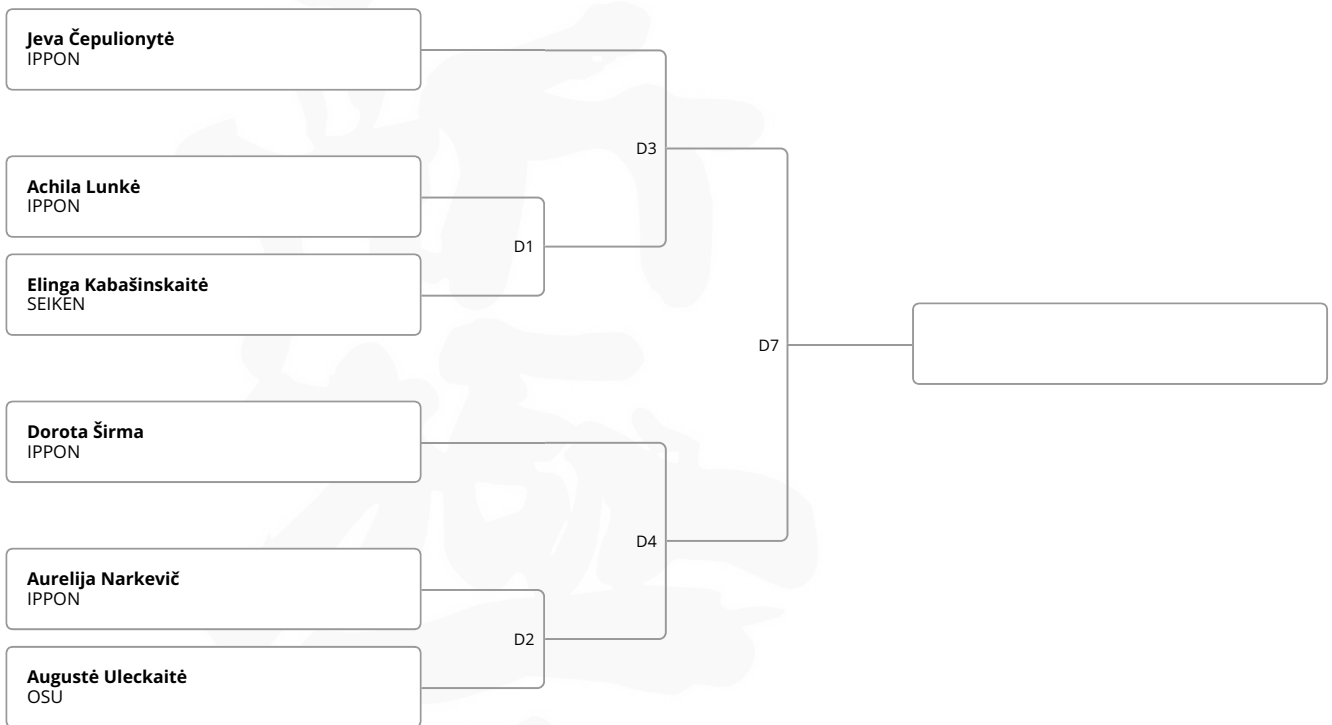 Jeva Čepulionytė
IPPON
D3
Achila Lunkė
IPPON
D1
Elinga Kabašinskaitė
SEIKEN
D7
Dorota Širma
IPPON
D4
Aurelija Narkevič
IPPON
D2
Augustė Uleckaitė
OSU